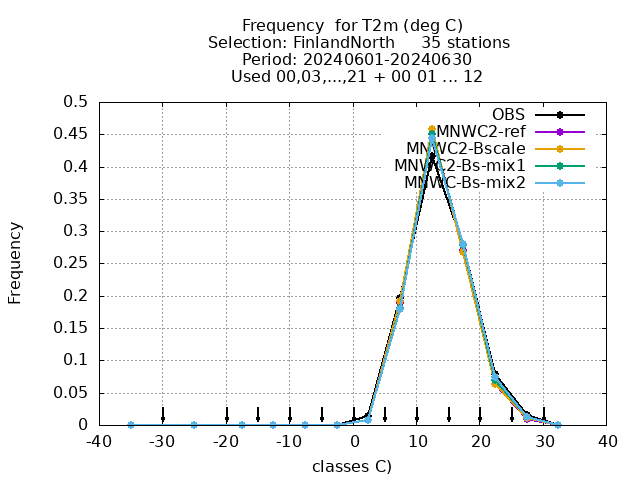 Frequency  for T2m (deg C)
Selection: FinlandNorth     35 stations
Period: 20240601-20240630
Used 00,03,...,21 + 00 01 ... 12
0.5
0.45
0.4
0.35
0.3
0.25
0.2
0.15
0.1
0.05
0
Frequency
OBS
MNWC2-ref
MNWC2-Bscale
MNWC2-Bs-mix1
MNWC-Bs-mix2
-40 -30 -20 -10 0 10 20 30 40
classes C)